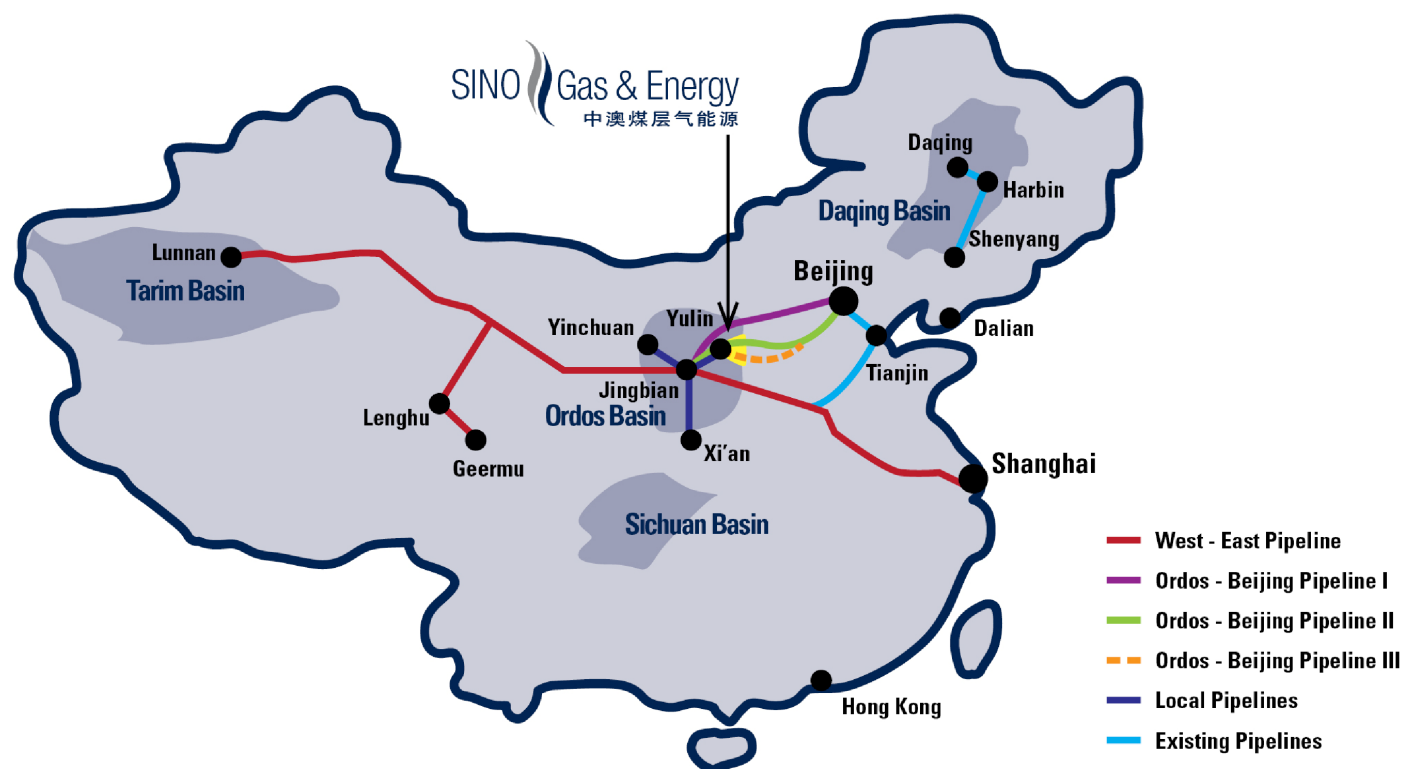 SINO Gas & Energy
中澳煤层气能源
Daqing
Harbin
Daqing Basin
Shenyang
Lunnan
Tarim Basin
Beijing
Yulin
Yinchuan
Dalian
Tianjin
Jingbian
Lenghu
Ordos Basin
Xi'an
Geermu
Shanghai
Sichuan Basin
Hong Kong
West - East Pipeline
Ordos - Beijing Pipeline I
Ordos - Beijing Pipeline II
Ordos - Beijing Pipeline III
Local Pipelines
Existing Pipelines